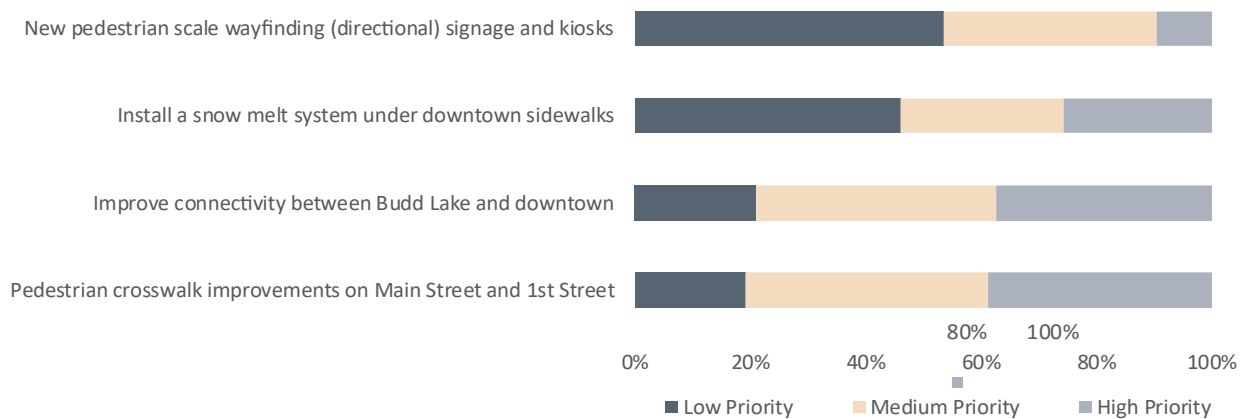 New pedestrian scale wayfinding (directional) signage and kiosks
Install a snow melt system under downtown sidewalks
Improve connectivity between Budd Lake and downtown
Pedestrian crosswalk improvements on Main Street and 1st Street
80% 100%
0% 20% 40% 60% 80% 100%
Low Priority Medium Priority High Priority